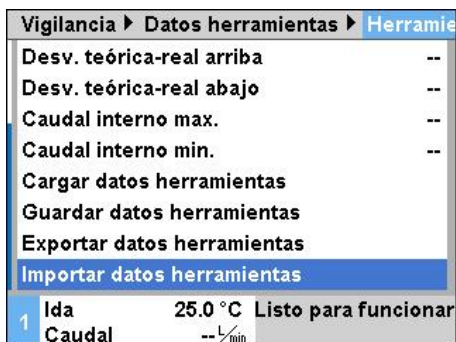 Vigilancia ▶ Datos herramientas ▶ Herramie
Desv. teórica-real arriba --
Desv. teórica-real abajo --
Caudal interno max. --
Caudal interno min. --
Cargar datos herramientas
Guardar datos herramientas
Exportar datos herramientas
Importar datos herramientas
1 Ida 25.0 °C Listo para funcionar
Caudal -- L/min